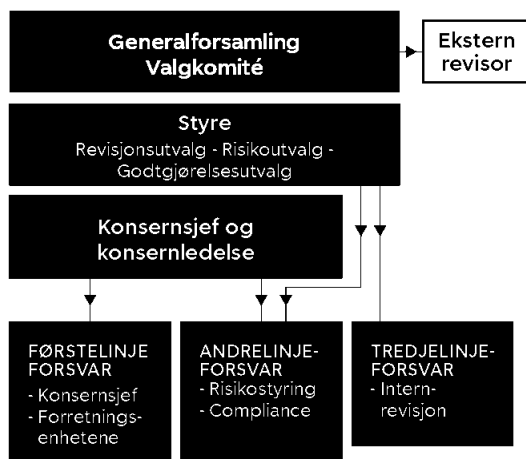 Generalforsamling
Valgkomité
Ekstern
revisor
Styre
Revisjonsutvalg - Risikoutvalg -
Godtgjørelsesutvalg
Konsernsjef og
konsernledelse
FØRSTELINJE
FORSVAR
- Konsernsjef
- Forretnings-
enhetene
ANDRELINJE-
FORSVAR
- Risikostyring
- Compliance
TREDJELINJE-
FORSVAR
- Intern-
revisjon